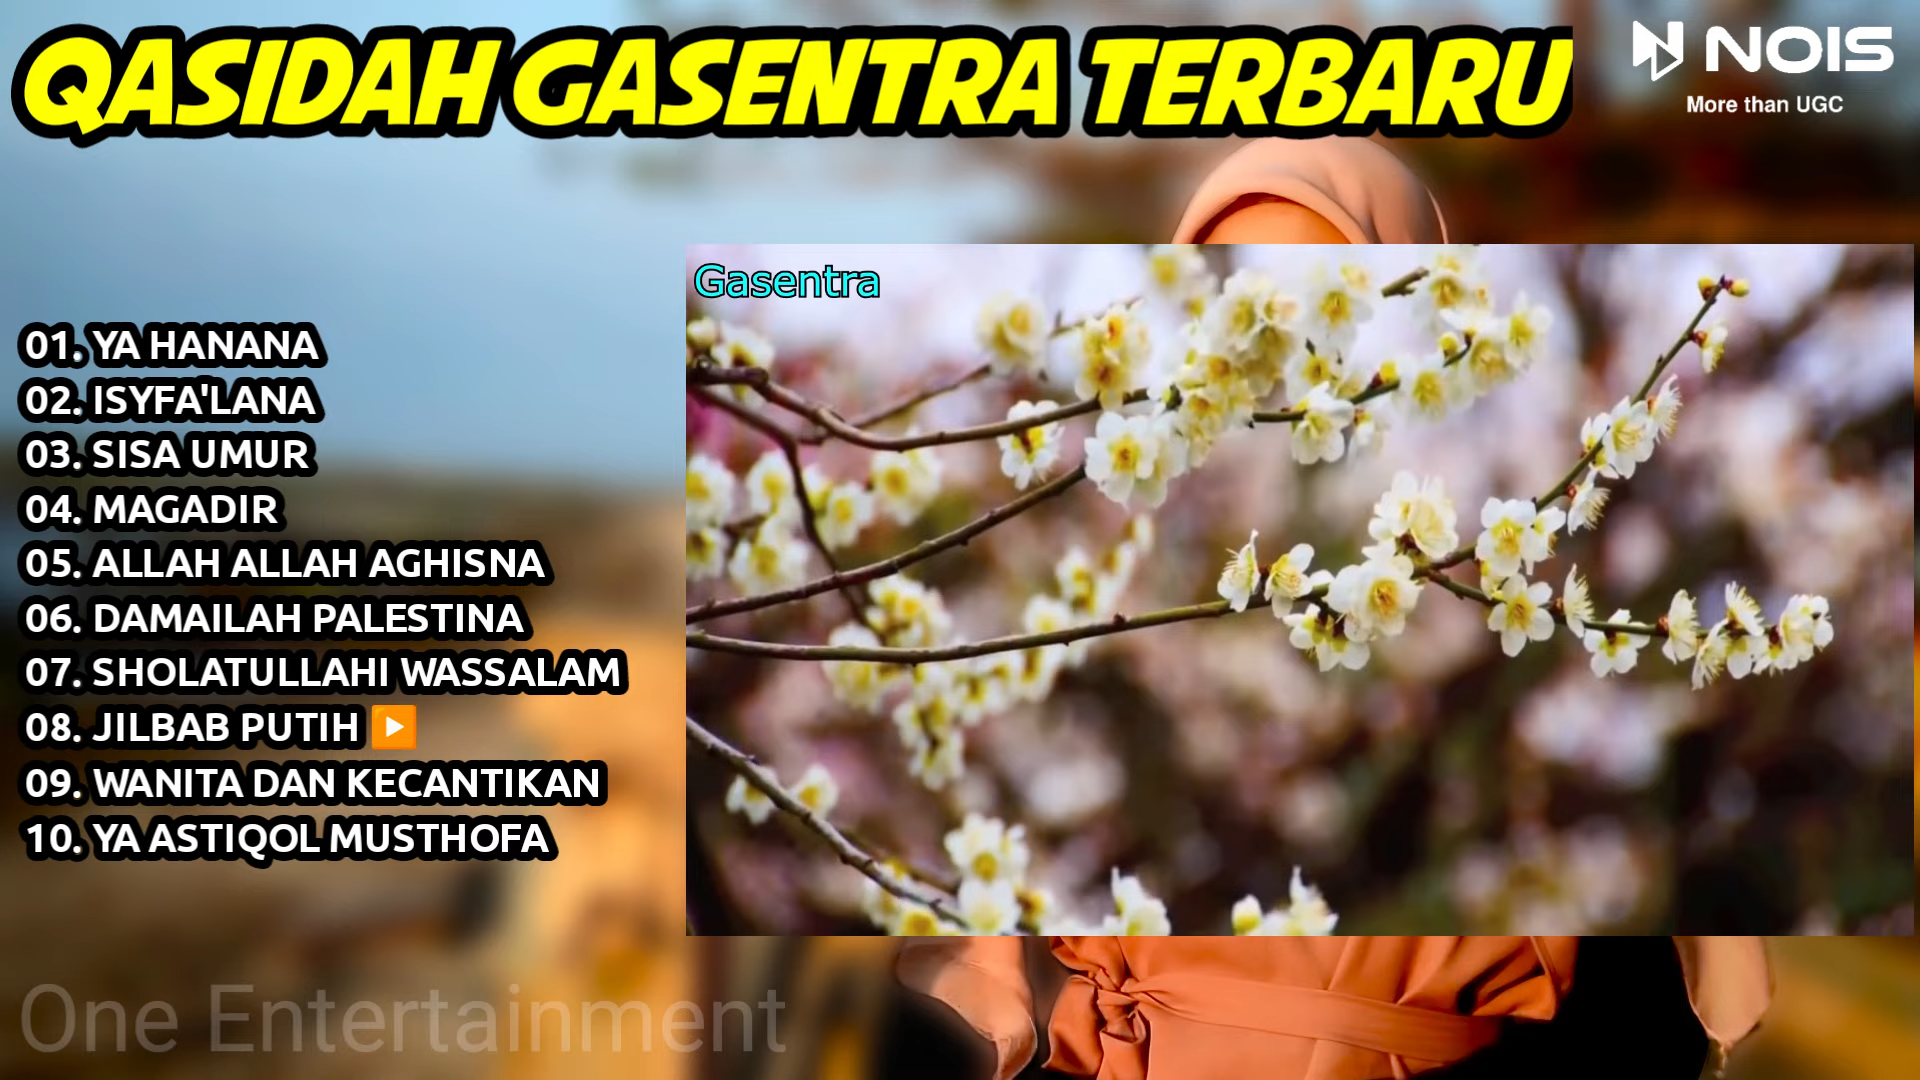 QASIDAH GASENTRA TERBARU
NOIS
More than UGC
Gasentra
01. YA HANANA
02. ISYFA'LANA
03. SISA UMUR
04. MAGADIR
05. ALLAH ALLAH AGHISNA
06. DAMAILAH PALESTINA
07. SHOLATULLAHI WASSALAM
08. JILBAB PUTIH ▶️
09. WANITA DAN KECANTIKAN
10. YA ASTIQOL MUSTHOFA
One Entertainment